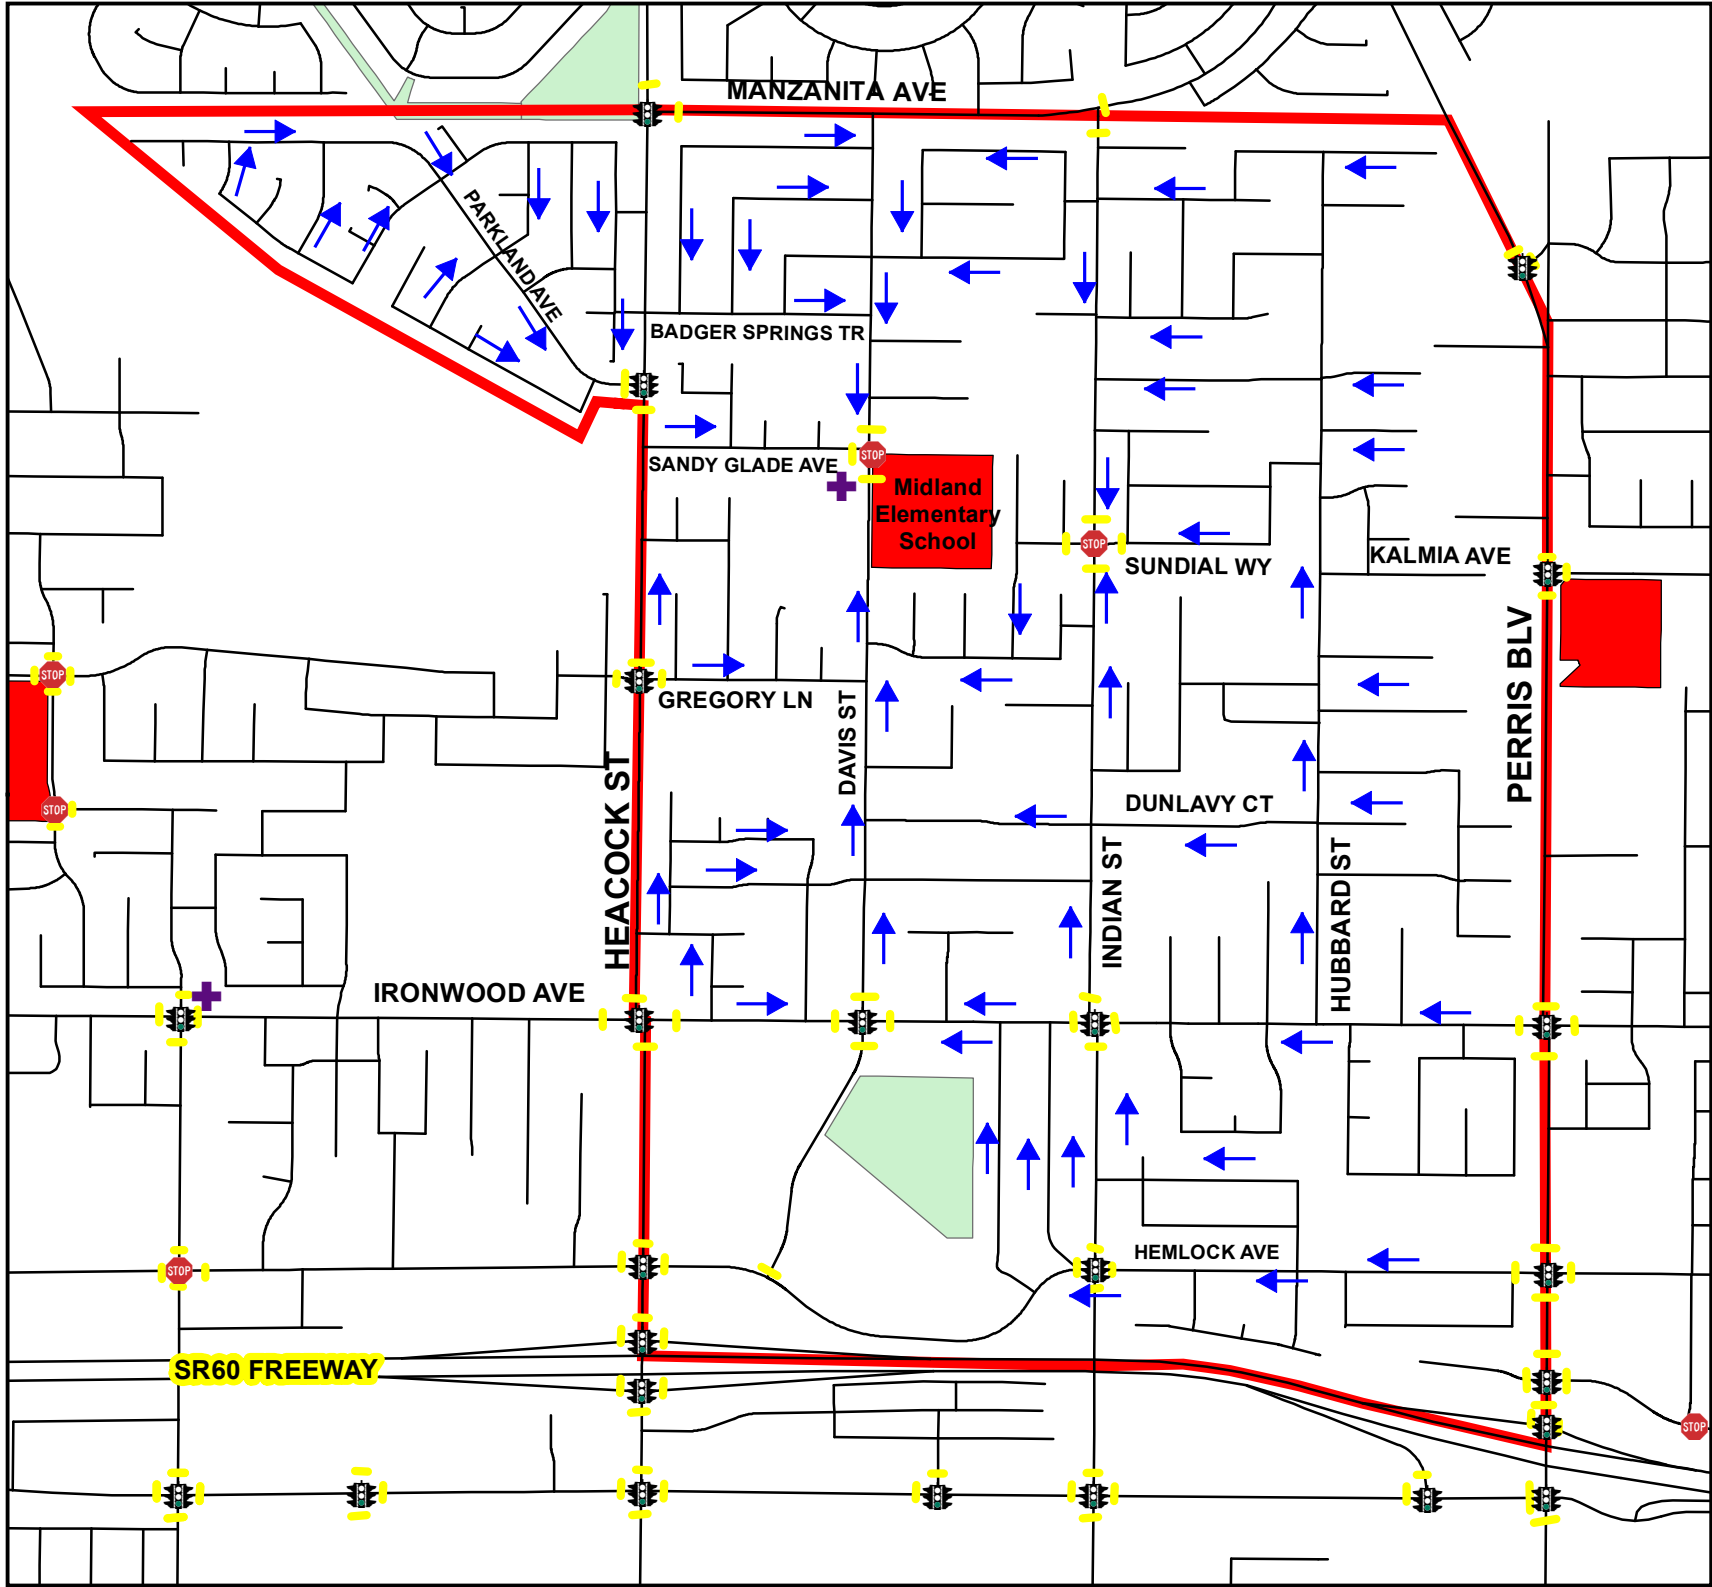 MANZANITA AVE
PARKLAND AVE
BADGER SPRINGS TR
SANDY GLADE AVE
STOP
Midland
Elementary
School
STOP
SUNDIAL WY
KALMIA AVE
PERRIS BLV
STOP
GREGORY LN
DAVIS ST
HEACOCK ST
STOP
DUNLAVY CT
INDIAN ST
HUBBARD ST
IRONWOOD AVE
HEMLOCK AVE
STOP
SR60 FREEWAY
STOP